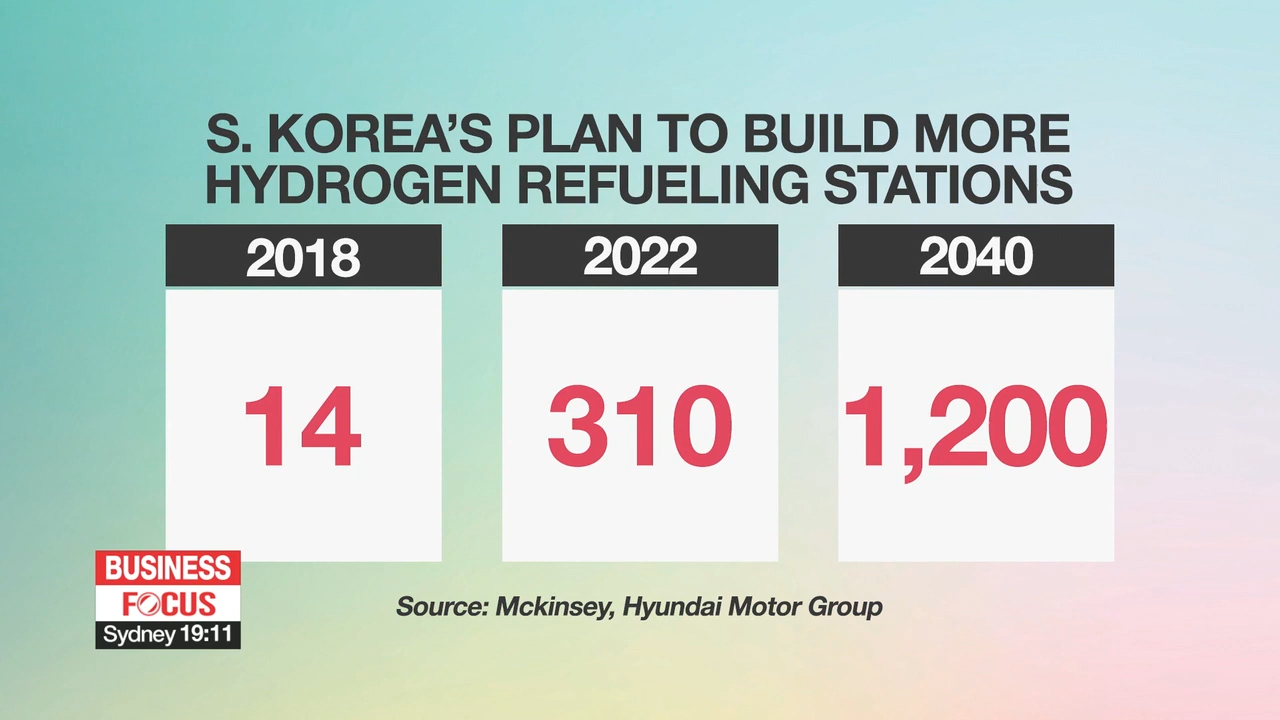 S. KOREA'S PLAN TO BUILD MORE
HYDROGEN REFUELING STATIONS
2018
2022
2040
14
310
1,200
Source: Mckinsey, Hyundai Motor Group
BUSINESS
FOCUS
Sydney 19:11